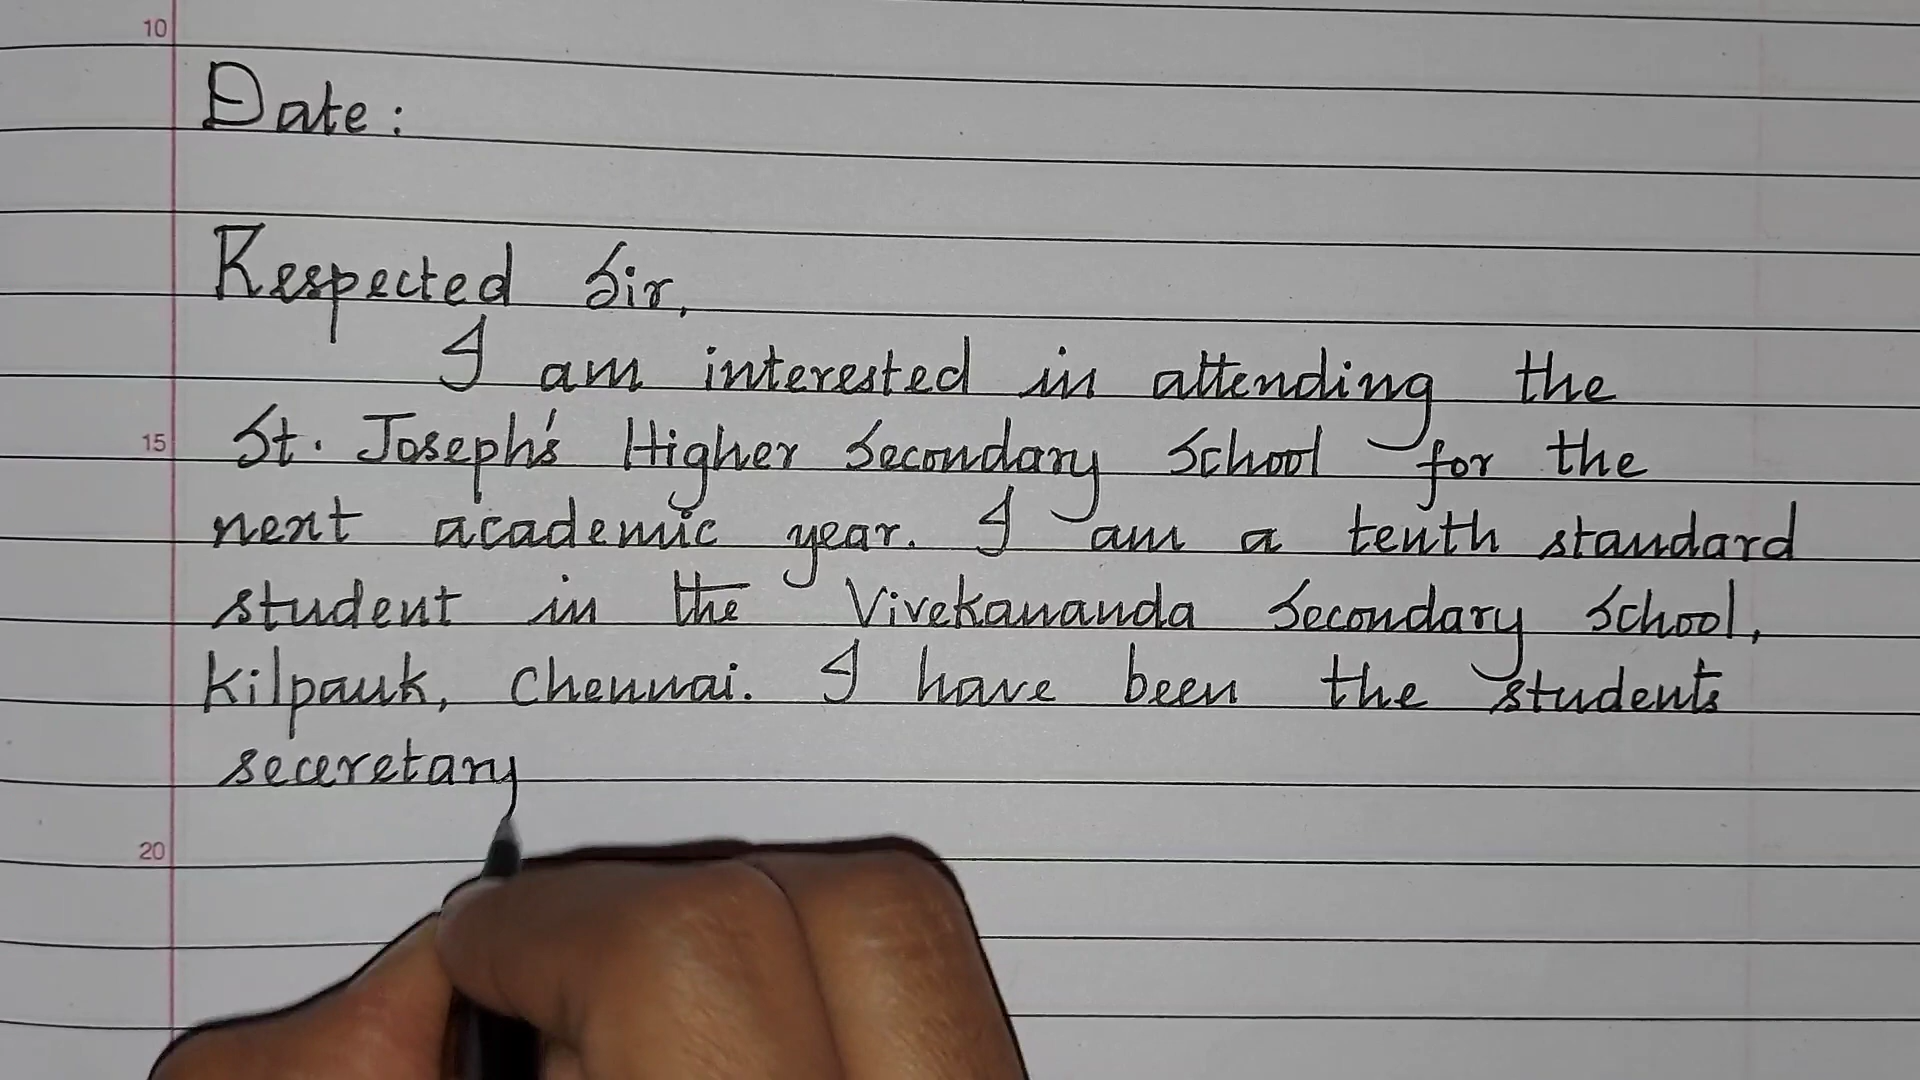 10
Date:
Respected Sir,
I am interested in attending the
15
St. Joseph's Higher Secondary School for the
next academic year. I am a tenth standard
student in the Vivekananda Secondary School,
Kilpauk, Chennai. I have been the students
seceretary
20